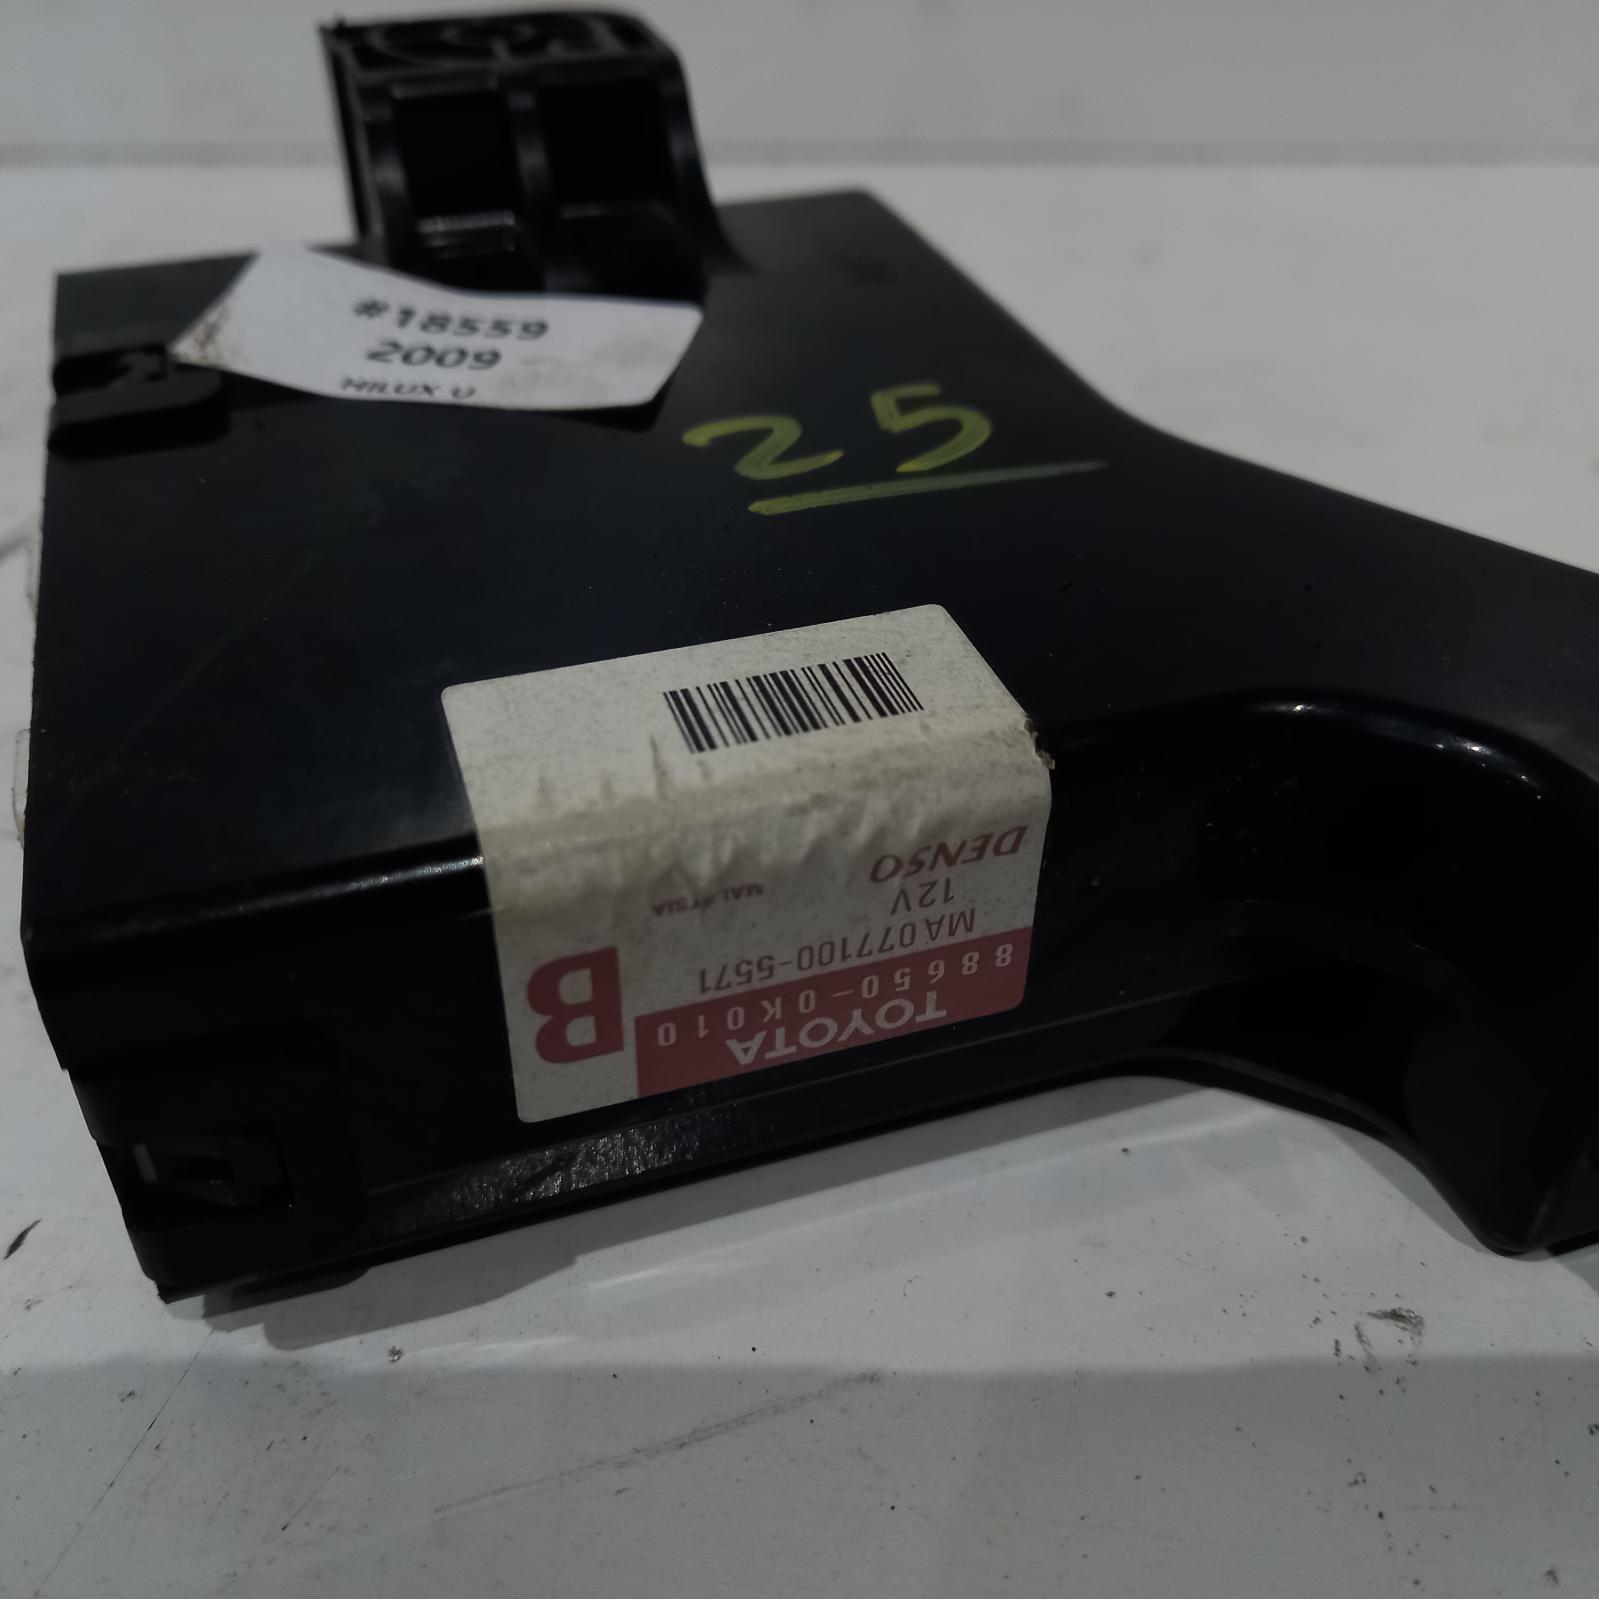 #18559
2009
HILUX U
25
TOYOTA
88650-0K010
B
MA077100-5571
12V
MALAYSIA
DENSO